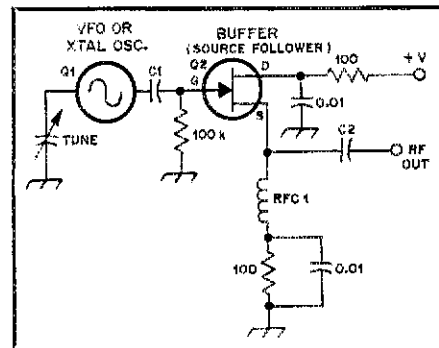 VFO OR
XTAL OSC.
BUFFER
(SOURCE FOLLOWER)
Q1
C1
Q2
G
D
S
100
+V
0.01
TUNE
100 k
C2
RF
OUT
RFC 1
100
0.01